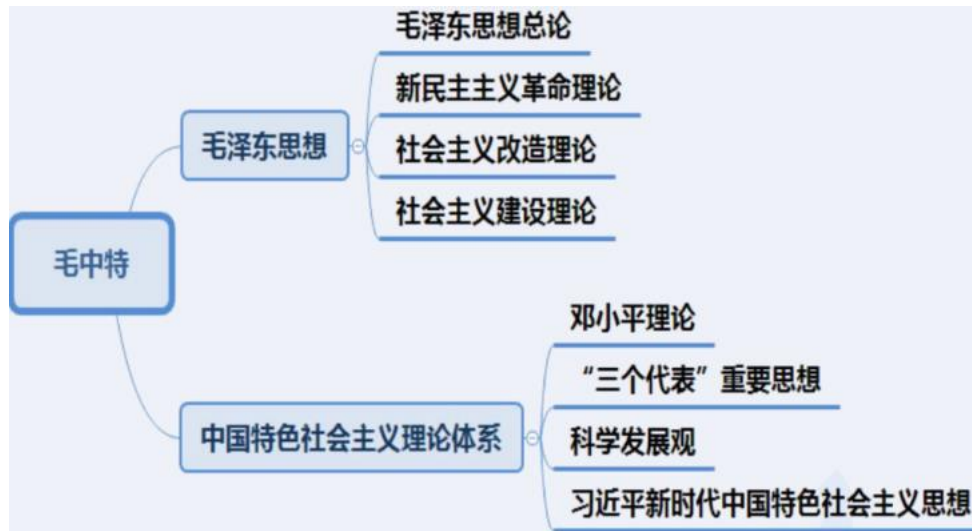 毛泽东思想总论
新民主主义革命理论
毛泽东思想
社会主义改造理论
社会主义建设理论
毛中特
邓小平理论
“三个代表”重要思想
中国特色社会主义理论体系
科学发展观
习近平新时代中国特色社会主义思想